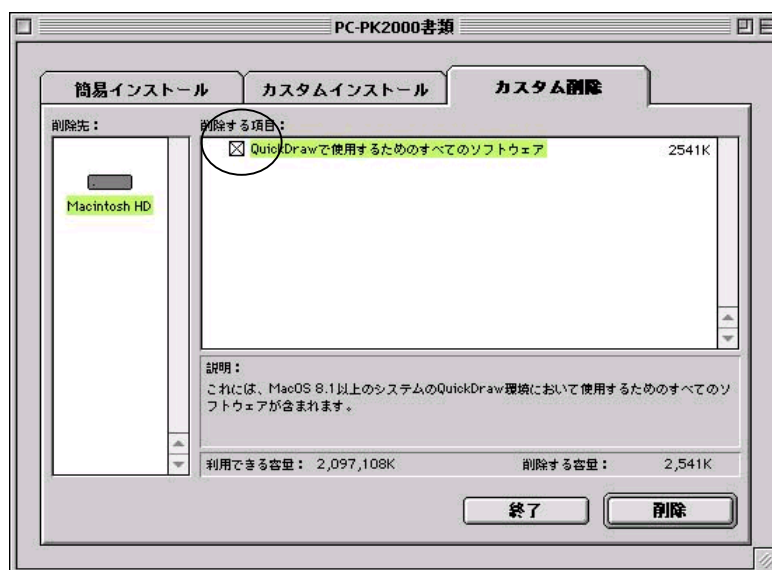 PC-PK2000書類
簡易インストール
カスタムインストール
カスタム削除
削除先：
削除する項目：
Macintosh HD
QuickDrawで使用するためのすべてのソフトウェア 2541K
説明：
これには、MacOS 8.1以上のシステムのQuickDraw環境において使用するためのすべてのソ
フトウェアが含まれます。
利用できる容量： 2,097,108K 削除する容量： 2,541K
終了
削除